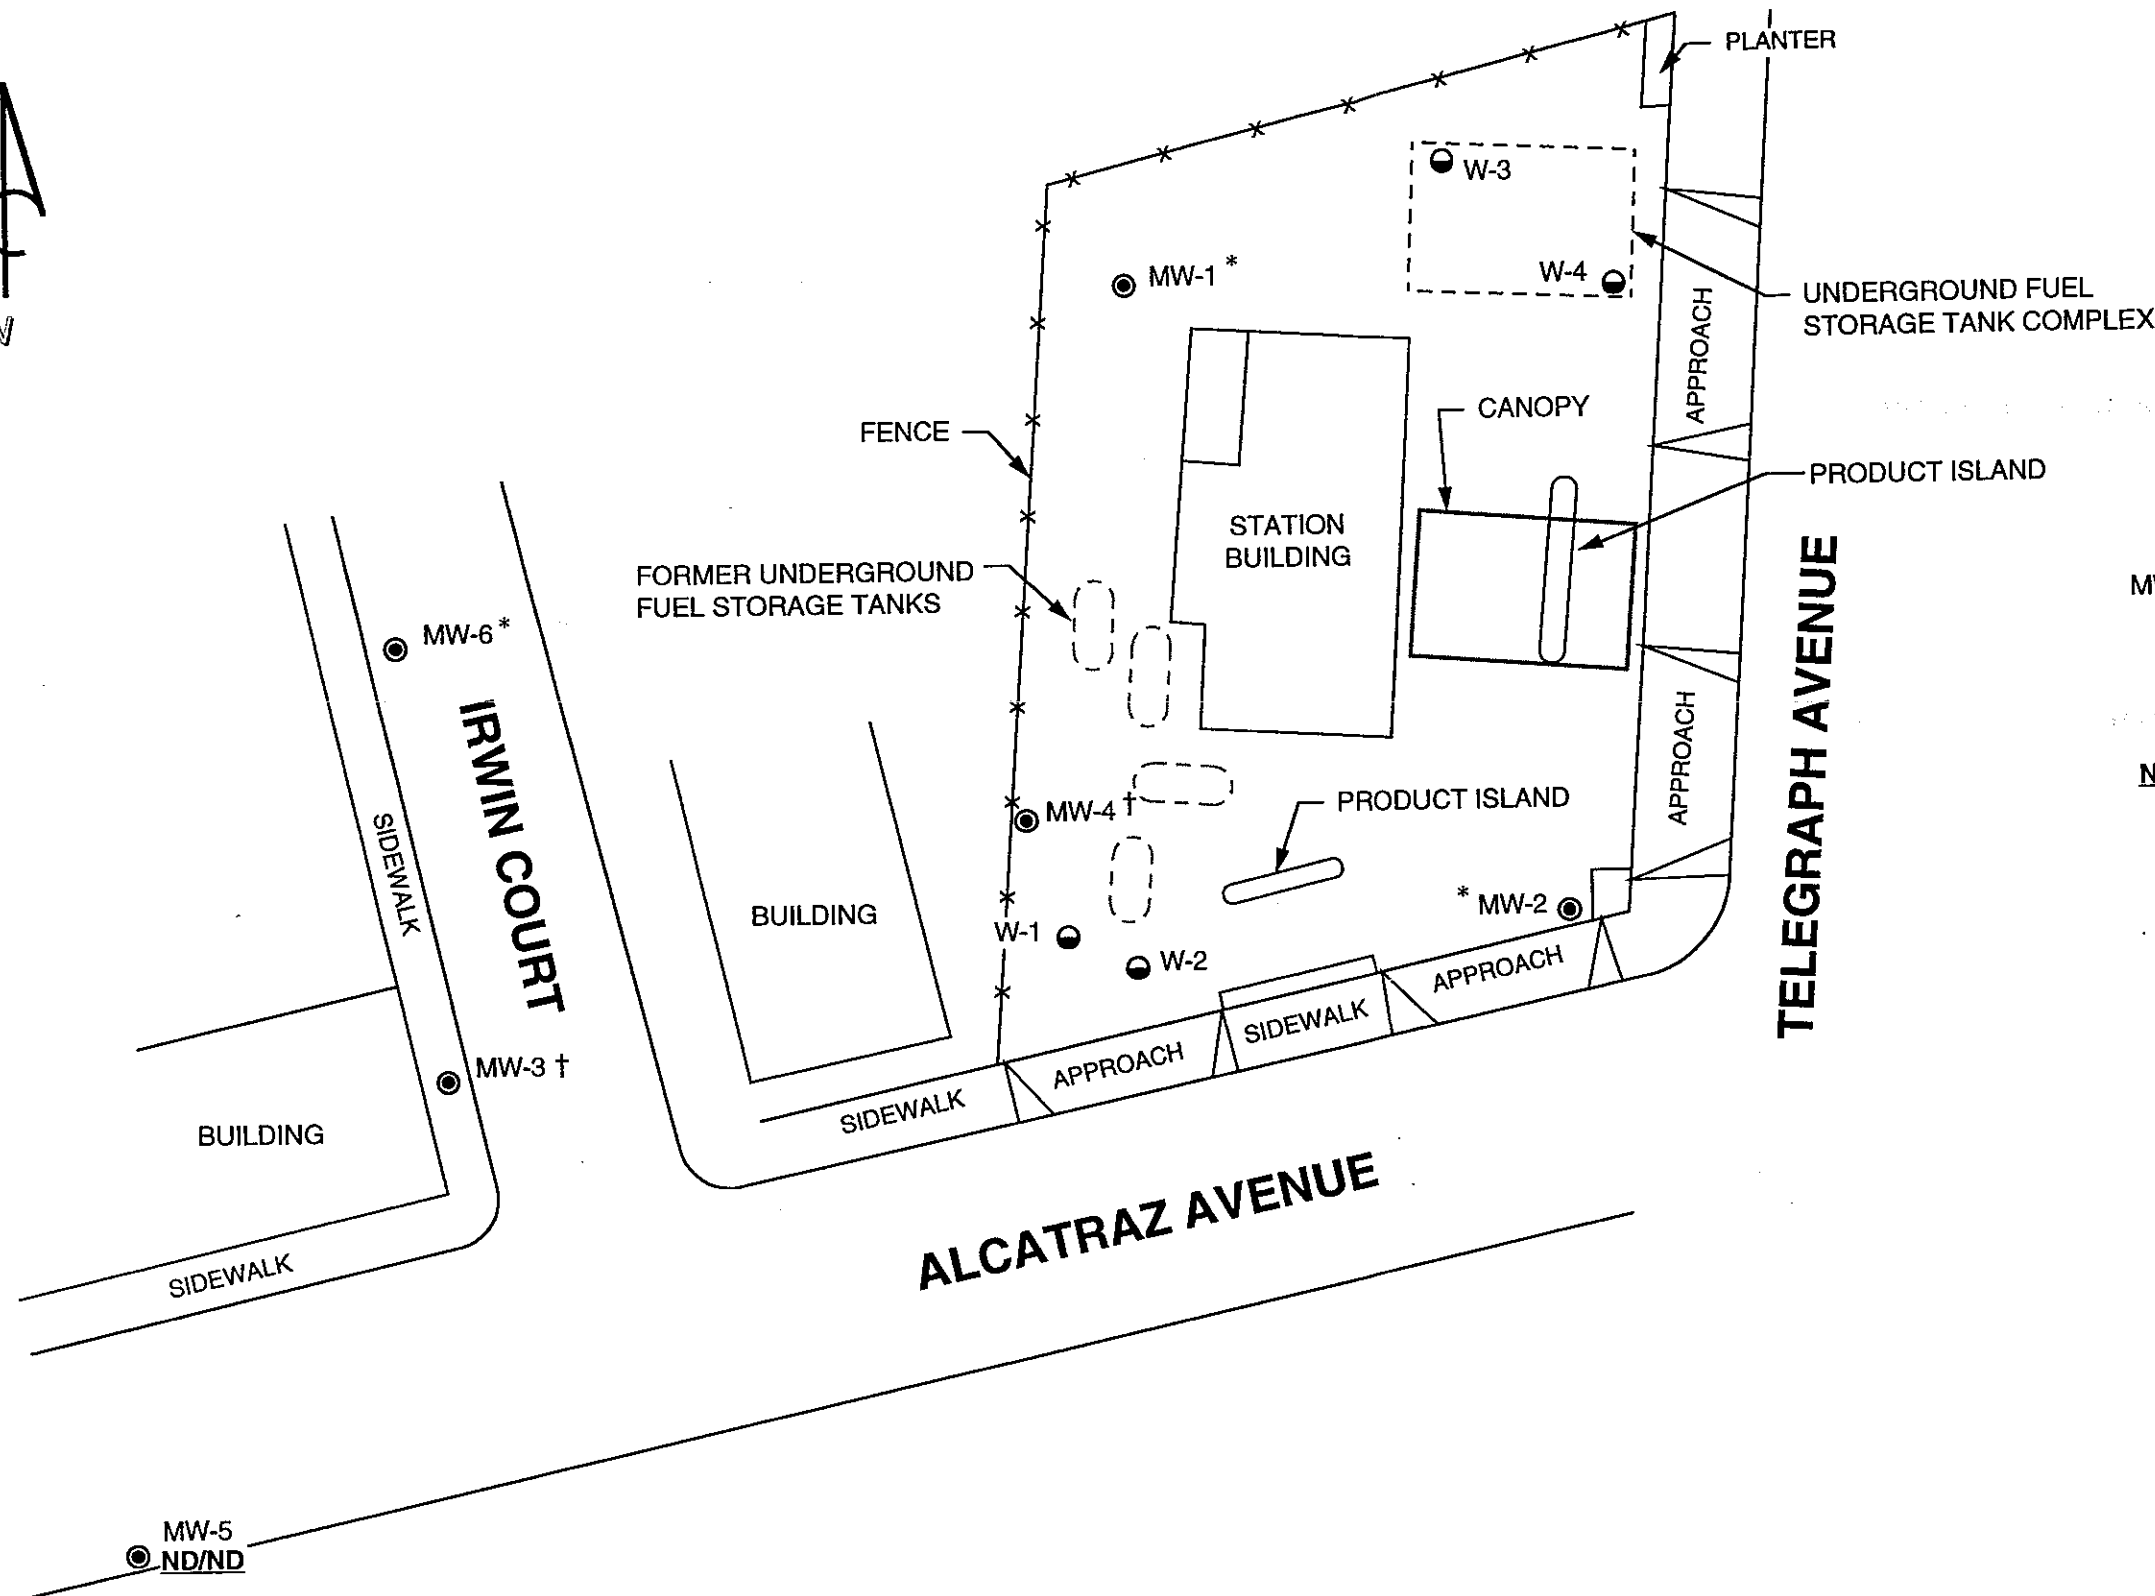 PLANTER
W-3
MW-1 *
W-4
UNDERGROUND FUEL
STORAGE TANK COMPLEX
APPROACH
CANOPY
FENCE
PRODUCT ISLAND
STATION
BUILDING
FORMER UNDERGROUND
FUEL STORAGE TANKS
MW-6 *
IRWIN COURT
SIDEWALK
TELEGRAPH AVENUE
APPROACH
MW-4 †
PRODUCT ISLAND
BUILDING
* MW-2
W-1
W-2
APPROACH
SIDEWALK
APPROACH
MW-3 †
SIDEWALK
BUILDING
ALCATRAZ AVENUE
SIDEWALK
MW-5
ND/ND